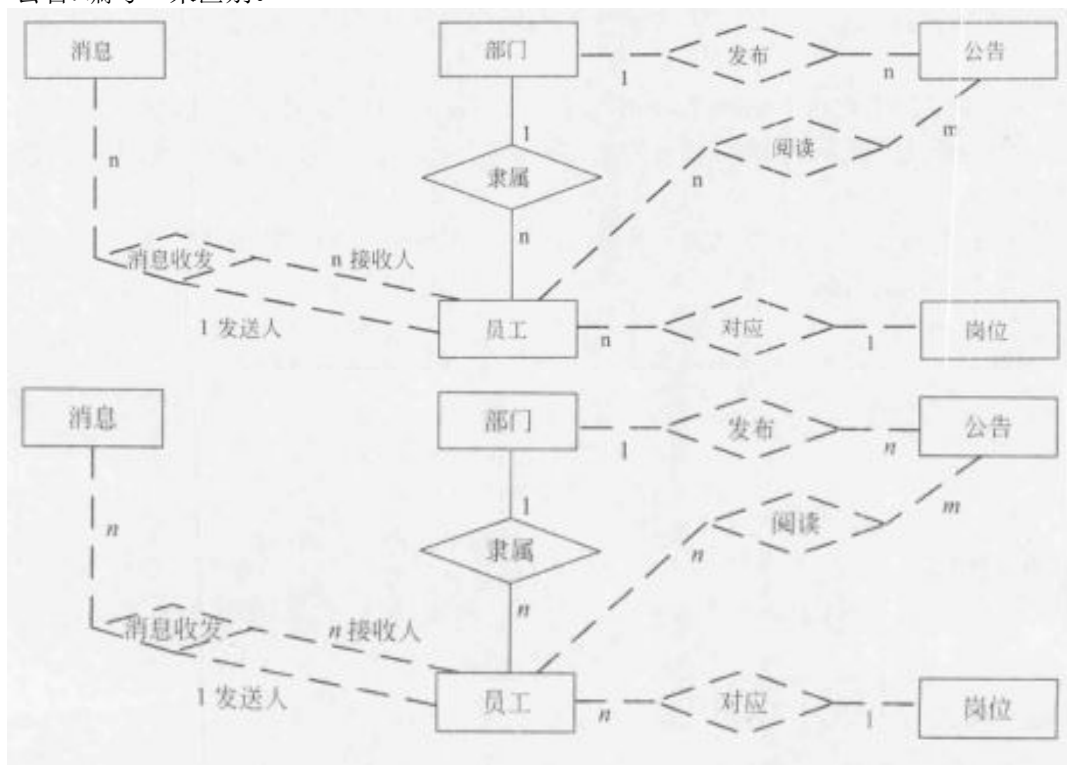 消息 部门 1 发布 n 公告
1 阅读 m
n 隶属 n
n
消息收发 n 接收人
1 发送人 员工 n 对应 1 岗位
消息 部门 1 发布 n 公告
n 1 阅读 m
隶属 n
n
消息收发 n 接收人
1 发送人 员工 n 对应 1 岗位